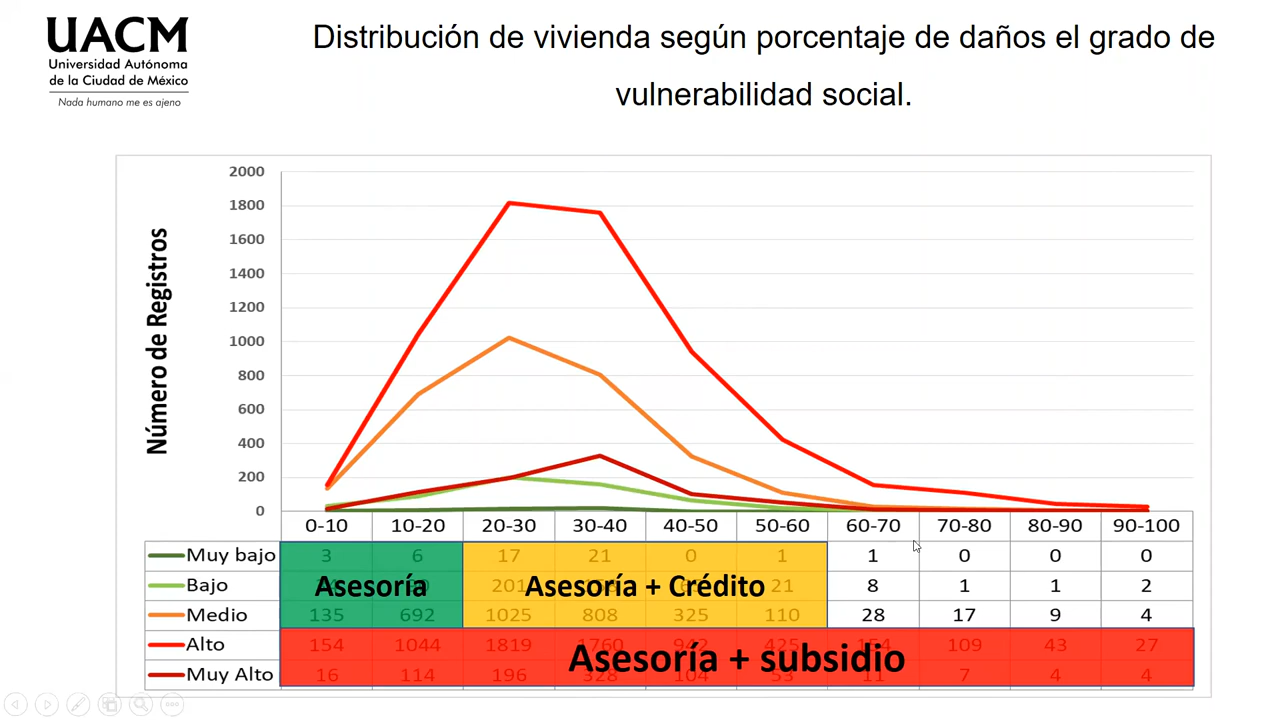 UACM
Universidad Autónoma
de la Ciudad de México
Nada humano me es ajeno
Distribución de vivienda según porcentaje de daños el grado de
vulnerabilidad social.
Número de Registros
2000
1800
1600
1400
1200
1000
800
600
400
200
0
0-10 10-20 20-30 30-40 40-50 50-60 60-70 70-80 80-90 90-100
Muy bajo 3 6 17 21 0 1 1 0 0 0
Bajo 201 21 8 1 1 2
Asesoría
Asesoría + Crédito
Medio 135 692 1025 808 325 110 28 17 9 4
Alto 154 1044 1819 1760 942 425 154 109 43 27
Asesoría + subsidio
Muy Alto 16 114 196 328 104 53 11 7 4 4